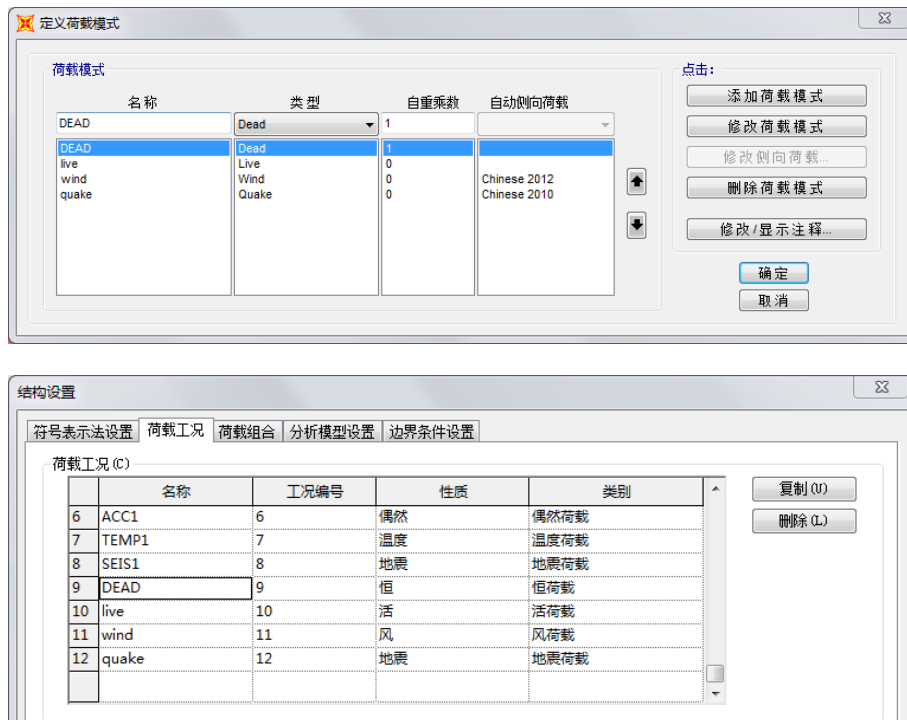 定义荷载模式
荷载模式
点击:
名称 类型 自重乘数 自动侧向荷载
DEAD Dead 1
DEAD Dead 1
live Live 0
wind Wind 0 Chinese 2012
quake Quake 0 Chinese 2010
添加荷载模式
修改荷载模式
修改侧向荷载...
删除荷载模式
修改/显示注释...
确定
取消
结构设置
符号表示法设置 荷载工况 荷载组合 分析模型设置 边界条件设置
荷载工况(C)
名称 工况编号 性质 类别
6 ACC1 6 偶然 偶然荷载
7 TEMP1 7 温度 温度荷载
8 SEIS1 8 地震 地震荷载
9 DEAD 9 恒 恒荷载
10 live 10 活 活荷载
11 wind 11 风 风荷载
12 quake 12 地震 地震荷载
复制(U)
删除(L)